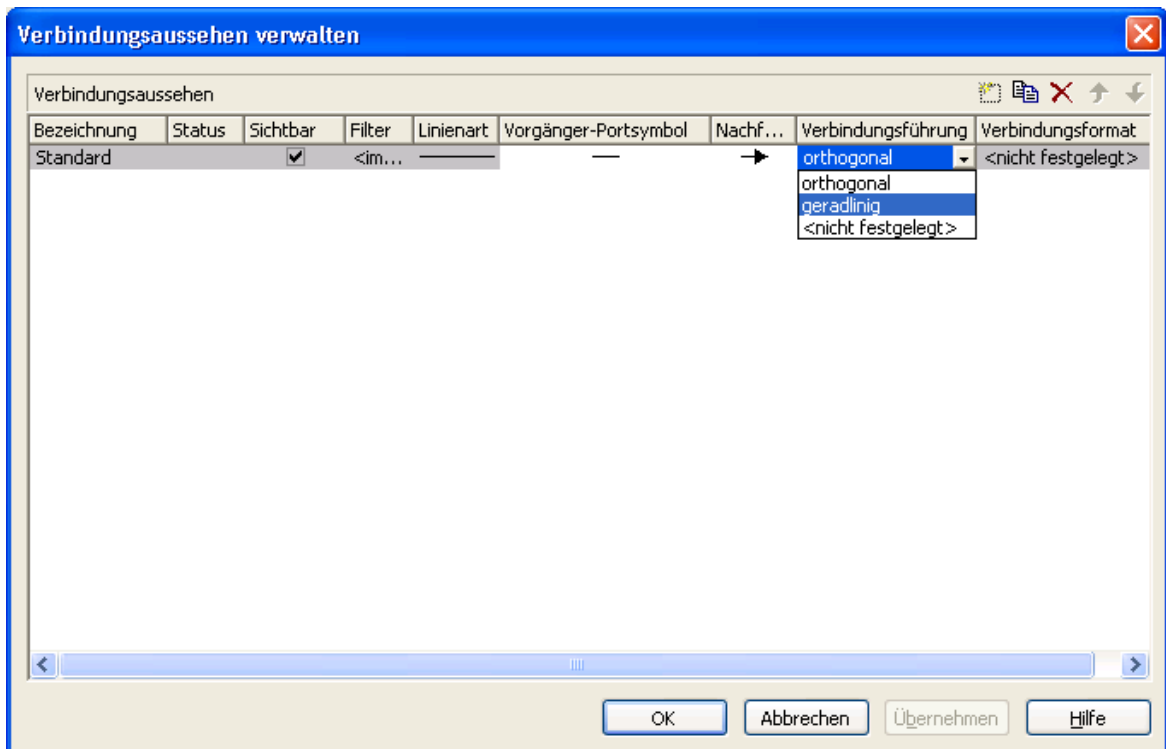 Verbindungsaussehen verwalten
Verbindungsaussehen
Bezeichnung Status Sichtbar Filter Linienart Vorgänger-Portsymbol Nachf... Verbindungsführung Verbindungsformat
Standard <im... orthogonal <nicht festgelegt>
orthogonal
geradlinig
<nicht festgelegt>
OK Abbrechen Übernehmen Hilfe